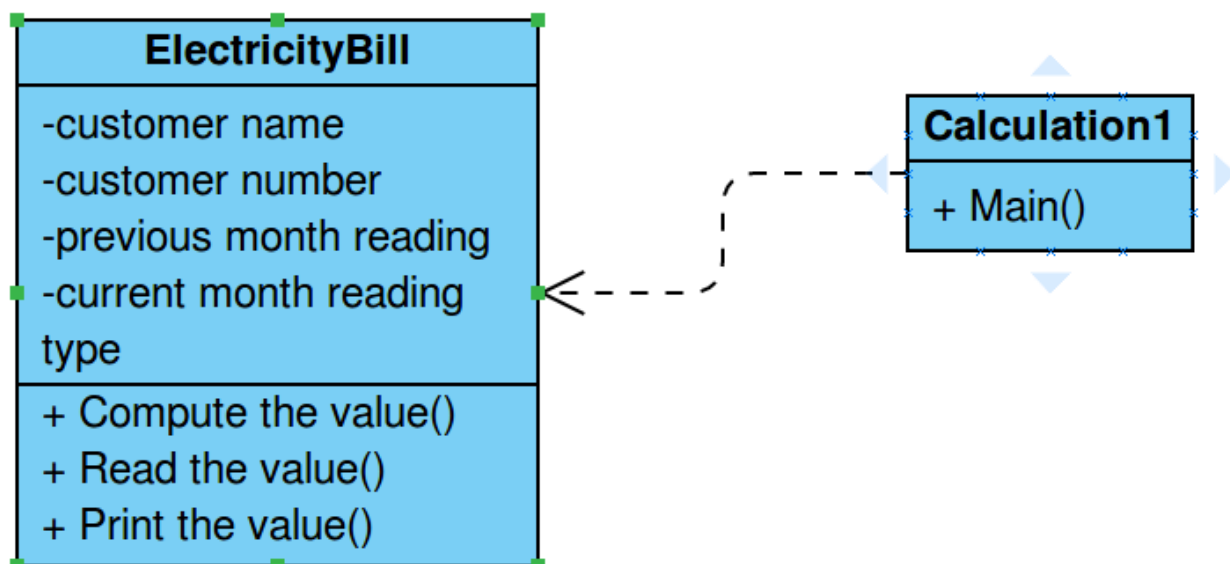 ElectricityBill
-customer name
-customer number
-previous month reading
-current month reading
type
+ Compute the value()
+ Read the value()
+ Print the value()
Calculation1
+ Main()